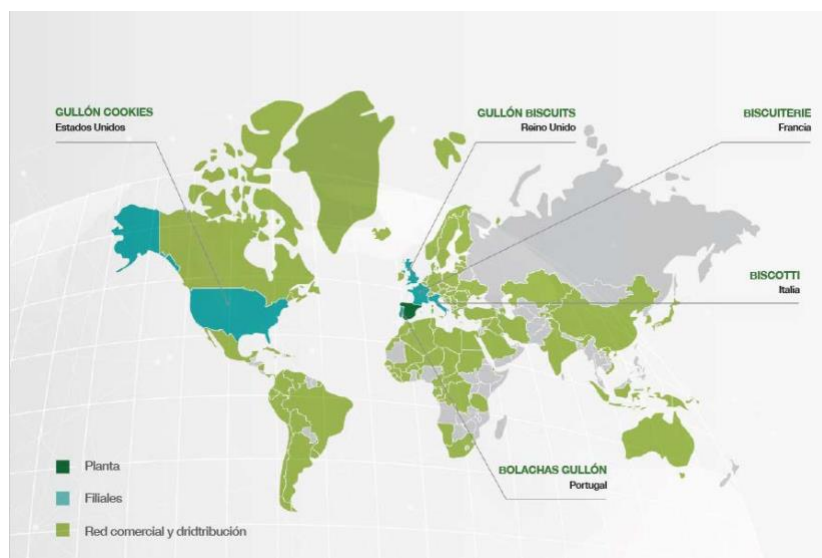 GULLÓN COOKIES
Estados Unidos
GULLÓN BISCUITS
Reino Unido
BISCUITERIE
Francia
BISCOTTI
Italia
BOLACHAS GULLÓN
Portugal
Planta
Filiales
Red comercial y dridtribución